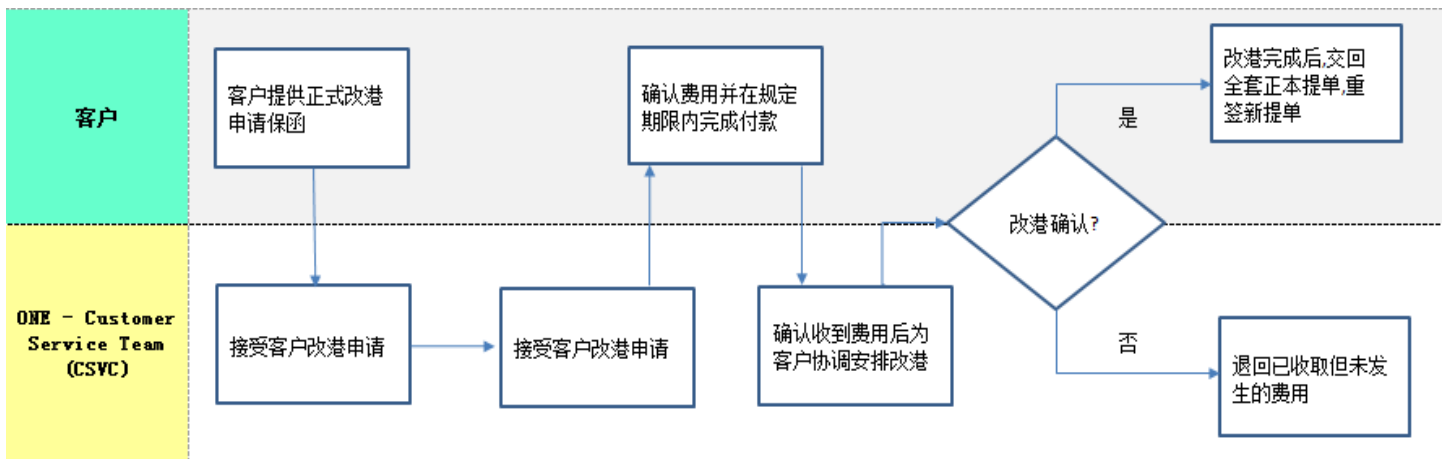 客户
客户提供正式改港
申请保函
确认费用并在规定
期限内完成付款
是
改港完成后,交回
全套正本提单,重
签新提单
改港确认?
ONE - Customer
Service Team
(CSVC)
接受客户改港申请
接受客户改港申请
确认收到费用后为
客户协调安排改港
否
退回已收取但未发
生的费用